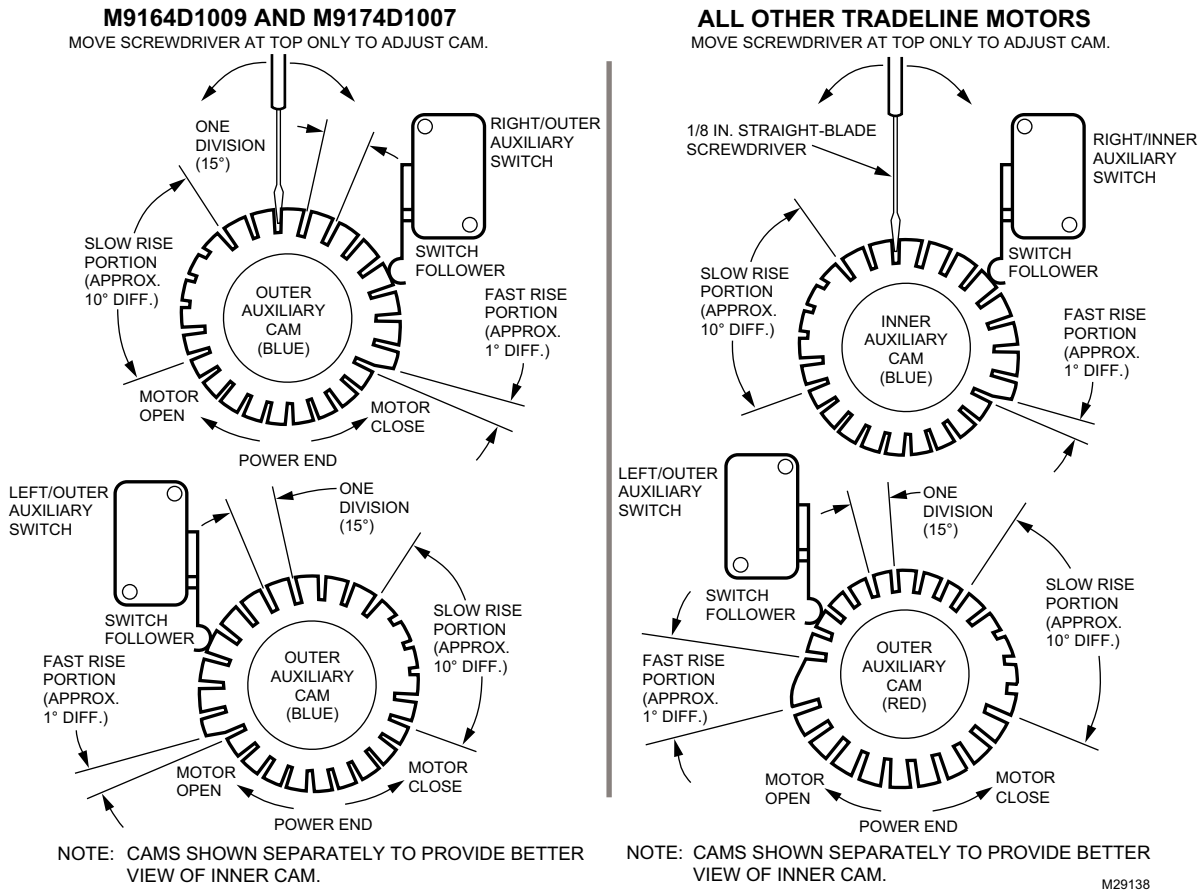 M9164D1009 AND M9174D1007
MOVE SCREWDRIVER AT TOP ONLY TO ADJUST CAM.
ONE
DIVISION
(15°)
RIGHT/OUTER
AUXILIARY
SWITCH
SLOW RISE
PORTION
(APPROX.
10° DIFF.)
SWITCH
FOLLOWER
OUTER
AUXILIARY
CAM
(BLUE)
FAST RISE
PORTION
(APPROX.
1° DIFF.)
MOTOR
OPEN
MOTOR
CLOSE
POWER END
LEFT/OUTER
AUXILIARY
SWITCH
ONE
DIVISION
(15°)
SWITCH
FOLLOWER
SLOW RISE
PORTION
(APPROX.
10° DIFF.)
FAST RISE
PORTION
(APPROX.
1° DIFF.)
OUTER
AUXILIARY
CAM
(BLUE)
MOTOR
OPEN
MOTOR
CLOSE
POWER END
NOTE: CAMS SHOWN SEPARATELY TO PROVIDE BETTER
VIEW OF INNER CAM.
ALL OTHER TRADELINE MOTORS
MOVE SCREWDRIVER AT TOP ONLY TO ADJUST CAM.
1/8 IN. STRAIGHT-BLADE
SCREWDRIVER
RIGHT/INNER
AUXILIARY
SWITCH
SLOW RISE
PORTION
(APPROX.
10° DIFF.)
SWITCH
FOLLOWER
INNER
AUXILIARY
CAM
(BLUE)
FAST RISE
PORTION
(APPROX.
1° DIFF.)
LEFT/OUTER
AUXILIARY
SWITCH
ONE
DIVISION
(15°)
SWITCH
FOLLOWER
SLOW RISE
PORTION
(APPROX.
10° DIFF.)
FAST RISE
PORTION
(APPROX.
1° DIFF.)
OUTER
AUXILIARY
CAM
(RED)
MOTOR
OPEN
MOTOR
CLOSE
POWER END
NOTE: CAMS SHOWN SEPARATELY TO PROVIDE BETTER
VIEW OF INNER CAM.
M29138